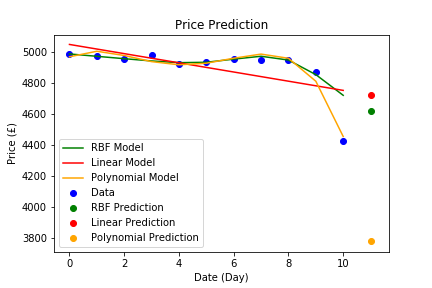 Price Prediction
Price (£)
5000
4800
4600
4400
4200
4000
3800
RBF Model
Linear Model
Polynomial Model
Data
RBF Prediction
Linear Prediction
Polynomial Prediction
0 2 4 6 8 10
Date (Day)